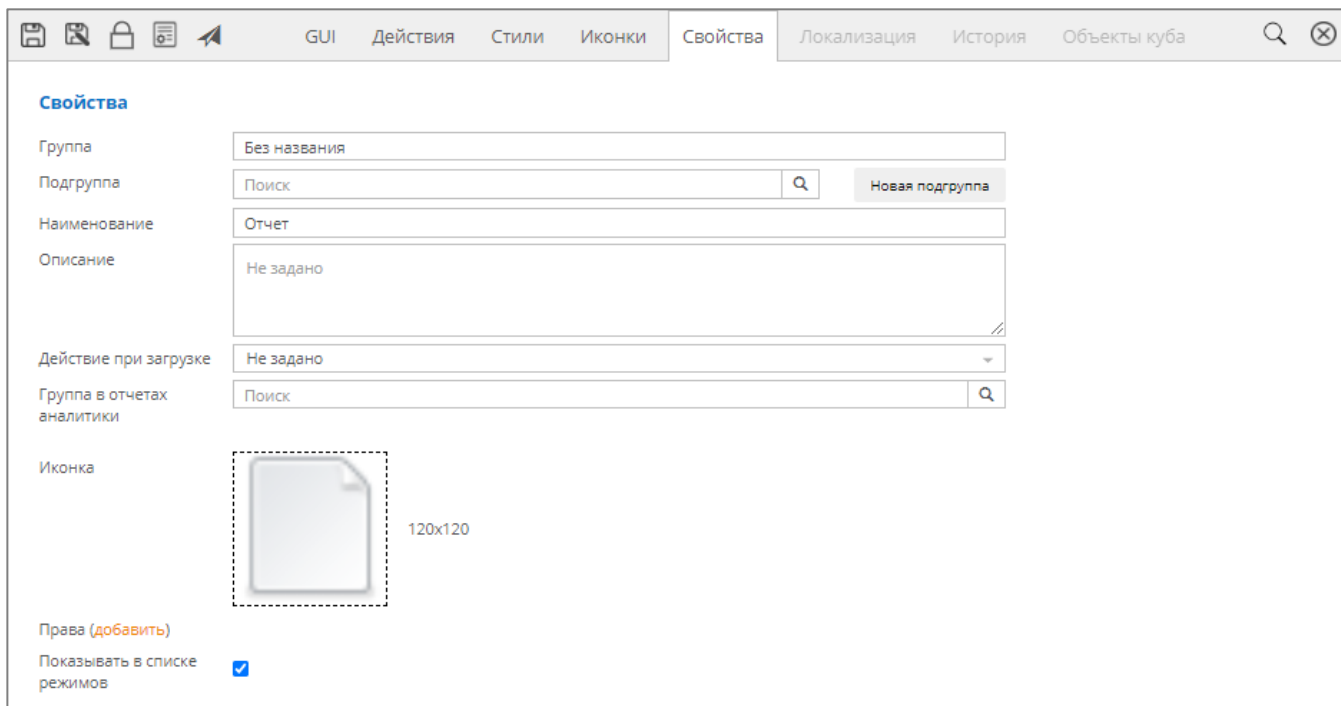 GUI Действия Стили Иконки Свойства Локализация История Объекты куба
Свойства
Группа Без названия
Подгруппа Поиск Новая подгруппа
Наименование Отчет
Описание Не задано
Действие при загрузке Не задано
Группа в отчетах
аналитики
Поиск
Иконка
120x120
Права (добавить)
Показывать в списке
режимов